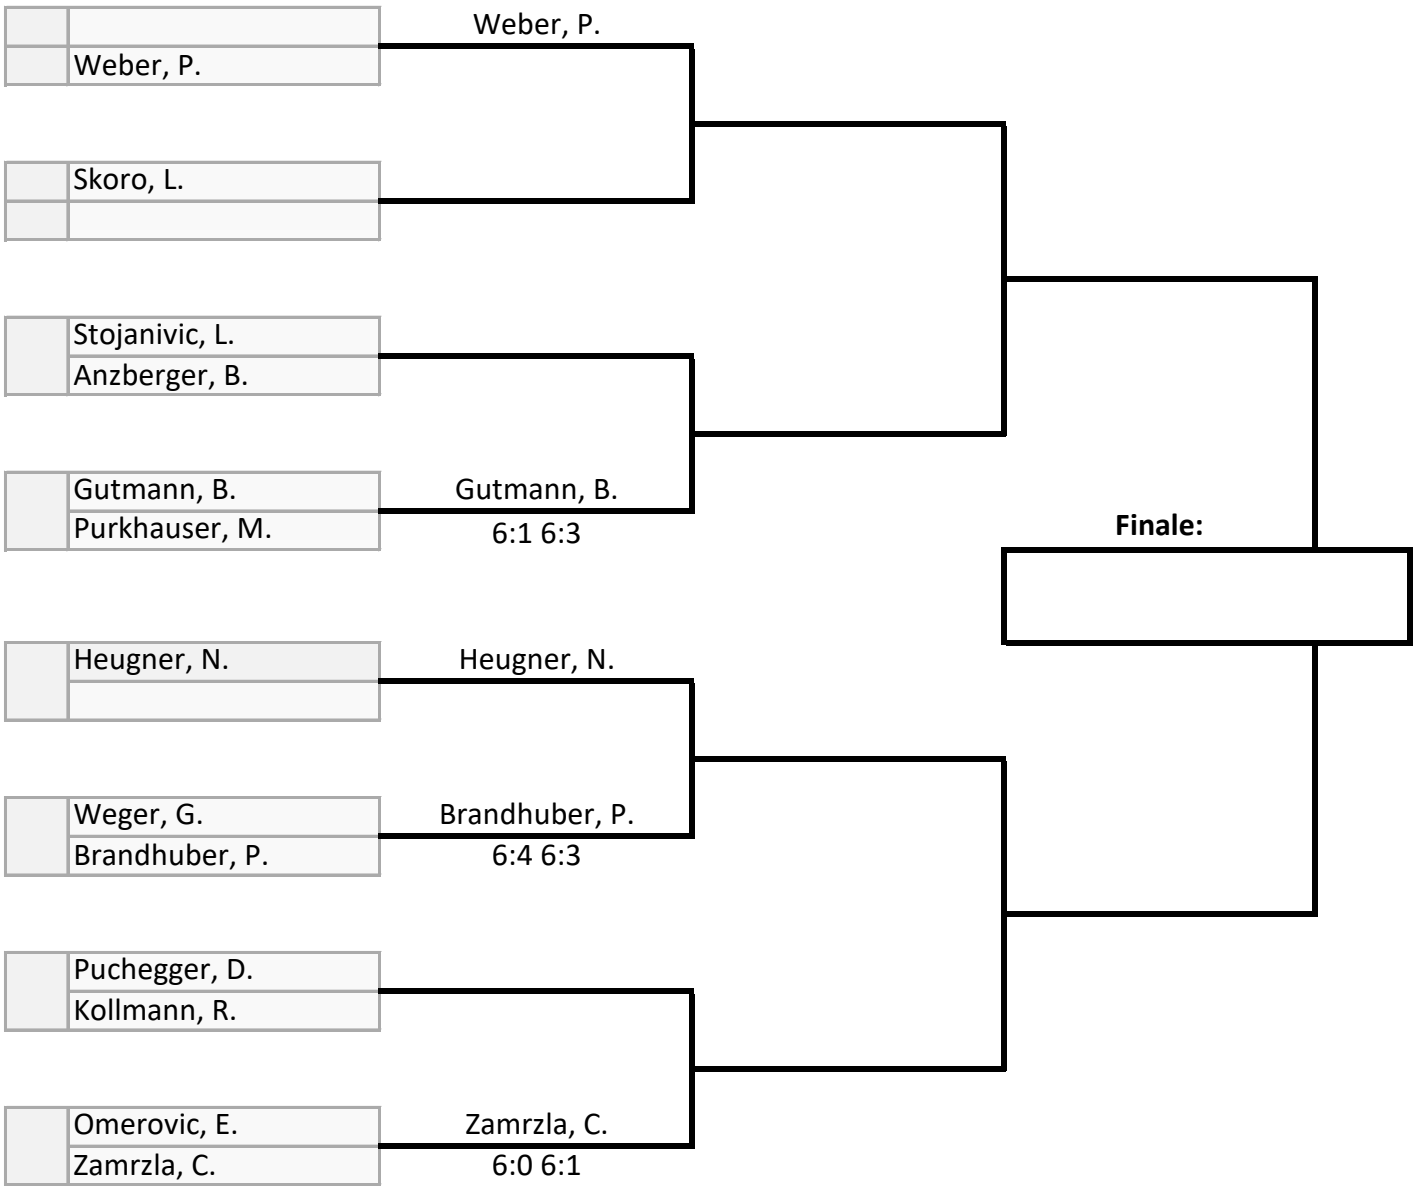 Weber, P.
Weber, P.
Skoro, L.
Stojanivic, L.
Anzberger, B.
Gutmann, B.
Gutmann, B.
Purkhauser, M.
6:1 6:3
Finale:
Heugner, N.
Heugner, N.
Weger, G.
Brandhuber, P.
Brandhuber, P.
6:4 6:3
Puchegger, D.
Kollmann, R.
Omerovic, E.
Zamrzla, C.
Zamrzla, C.
6:0 6:1